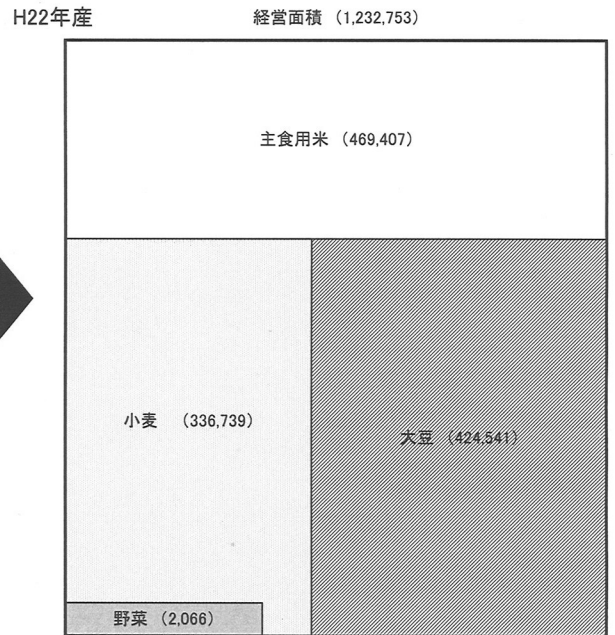 H22年産 経営面積 （1,232,753）
主食用米 （469,407）
小麦 （336,739）
大豆 （424,541）
野菜 （2,066）